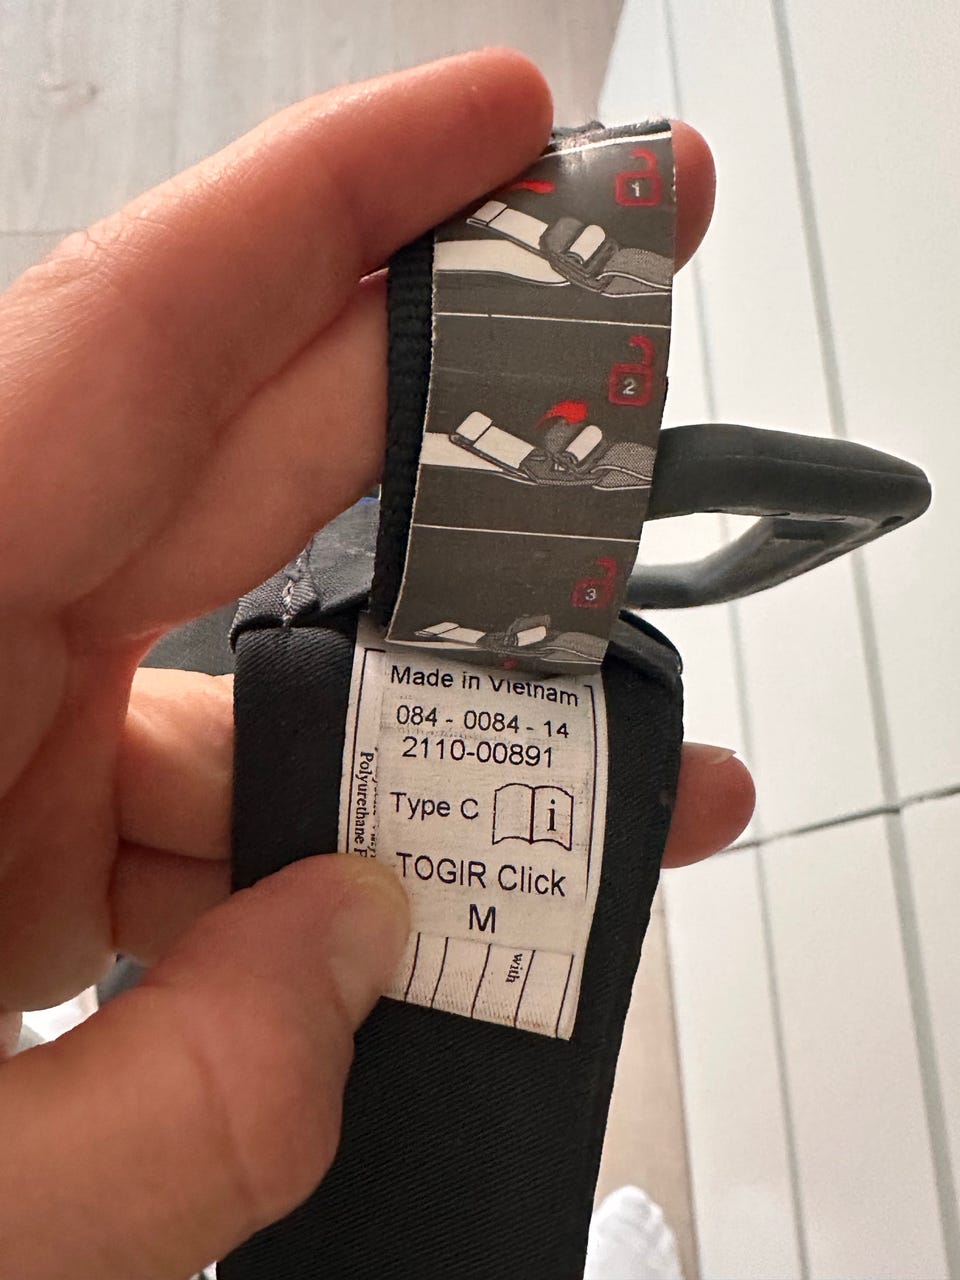 1
2
3
Made in Vietnam
084 - 0084 - 14
2110-00891
Type C i
TOGIR Click
M
Polyurethane
with